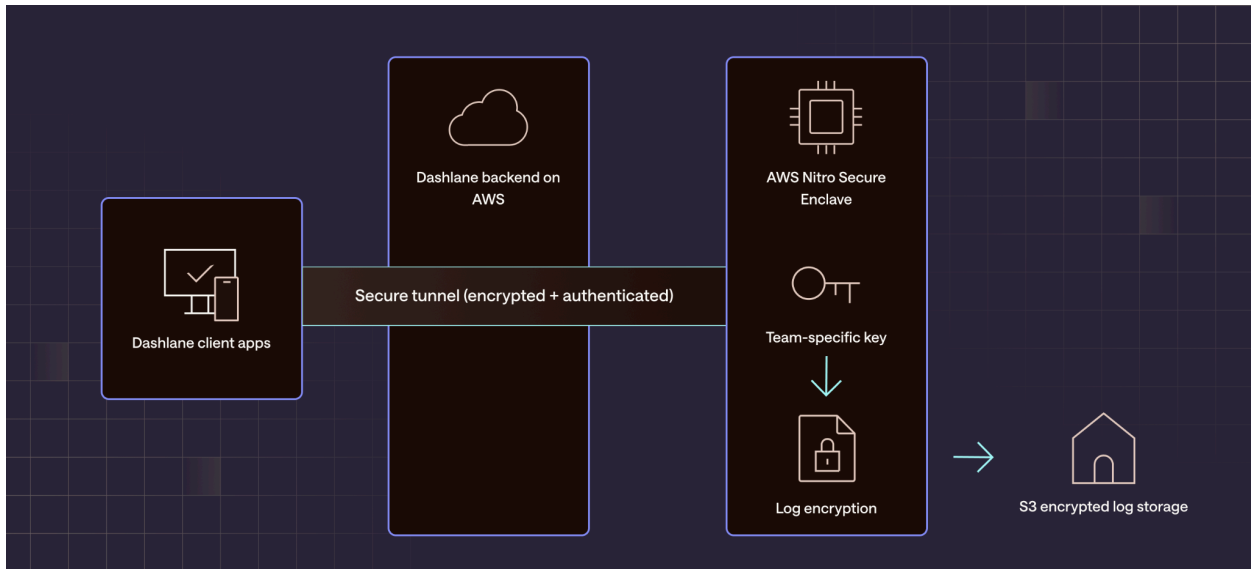 Dashlane backend on
AWS
AWS Nitro Secure
Enclave
Secure tunnel (encrypted + authenticated)
Dashlane client apps
Team-specific key
Log encryption
S3 encrypted log storage